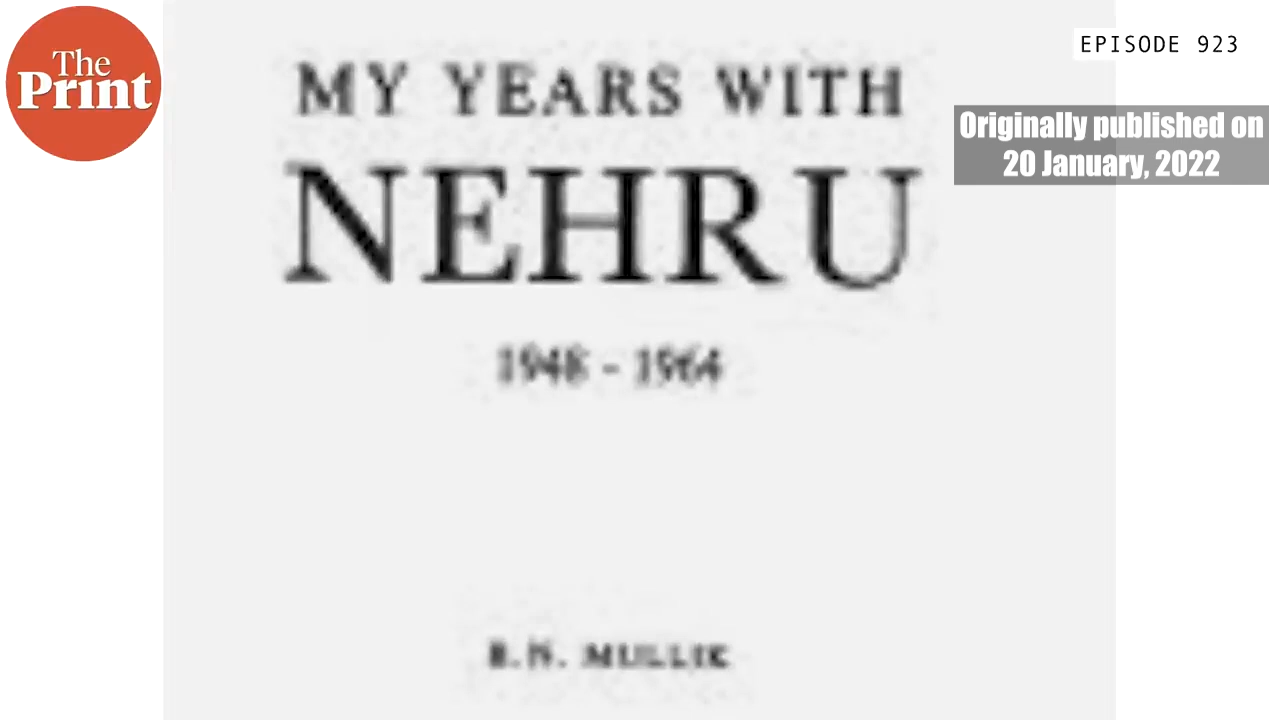 The
Print
EPISODE 923
Originally published on
20 January, 2022
MY YEARS WITH
NEHRU
1948 - 1964
B.N. MULLIK